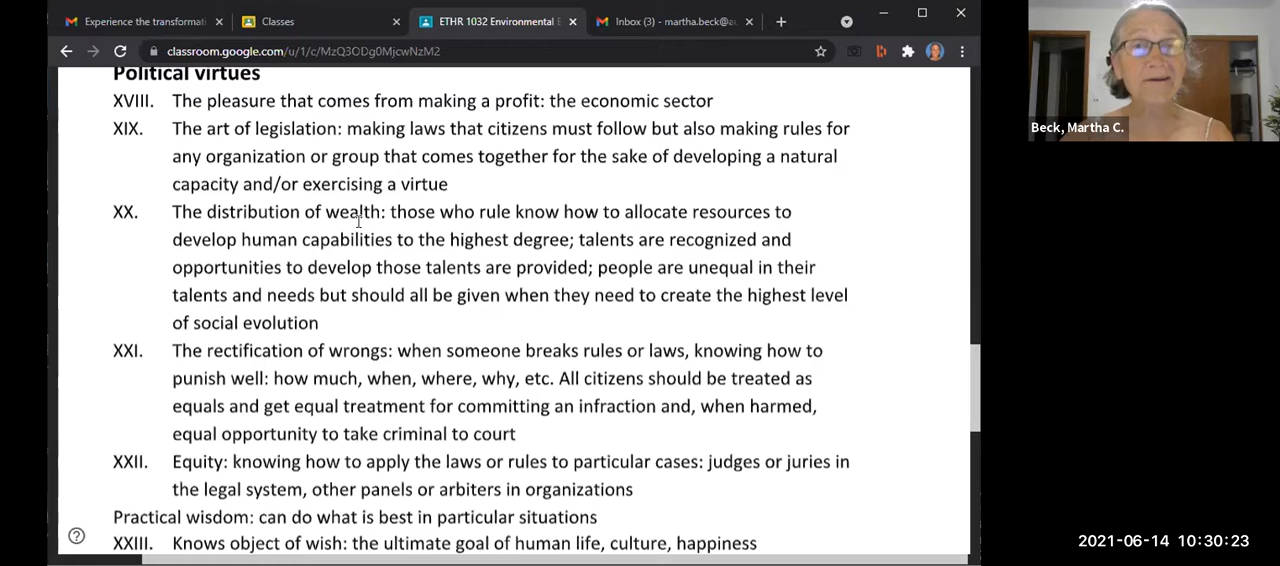 Experience the transformati
Classes
ETHR 1032 Environmental E
Inbox (3) - martha.beck@a
classroom.google.com/u/1/c/MzQ3ODg0MjcwNzM2
Political virtues
XVIII. The pleasure that comes from making a profit: the economic sector
XIX. The art of legislation: making laws that citizens must follow but also making rules for
any organization or group that comes together for the sake of developing a natural
capacity and/or exercising a virtue
XX. The distribution of wealth: those who rule know how to allocate resources to
develop human capabilities to the highest degree; talents are recognized and
opportunities to develop those talents are provided; people are unequal in their
talents and needs but should all be given when they need to create the highest level
of social evolution
XXI. The rectification of wrongs: when someone breaks rules or laws, knowing how to
punish well: how much, when, where, why, etc. All citizens should be treated as
equals and get equal treatment for committing an infraction and, when harmed,
equal opportunity to take criminal to court
XXII. Equity: knowing how to apply the laws or rules to particular cases: judges or juries in
the legal system, other panels or arbiters in organizations
Practical wisdom: can do what is best in particular situations
XXIII. Knows object of wish: the ultimate goal of human life, culture, happiness
Beck, Martha C.
2021-06-14 10:30:23